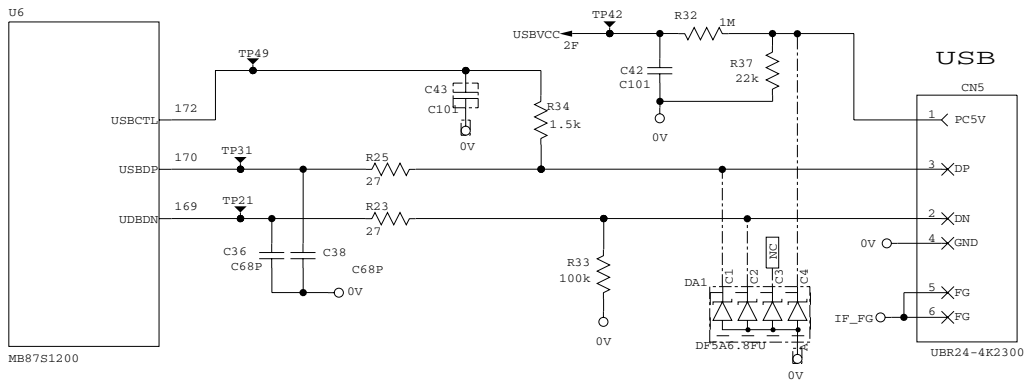 U6
TP42
R32
1M
USBVCC
2F
USB
TP49
C42
C101
R37
22k
CN5
C43
C101
R34
1.5k
0V
172
USBCTL
0V
1
PC5V
170
TP31
USBDP
R25
27
3
DP
169
TP21
UDBDN
R23
27
2
DN
C36
C68P
C38
C68P
0V
4
GND
NC
R33
100k
DA1
C1
C2
C3
C4
0V
5
FG
IF_FG
6
FG
0V
DF5A6.8FU
A
0V
MB87S1200
UBR24-4K2300